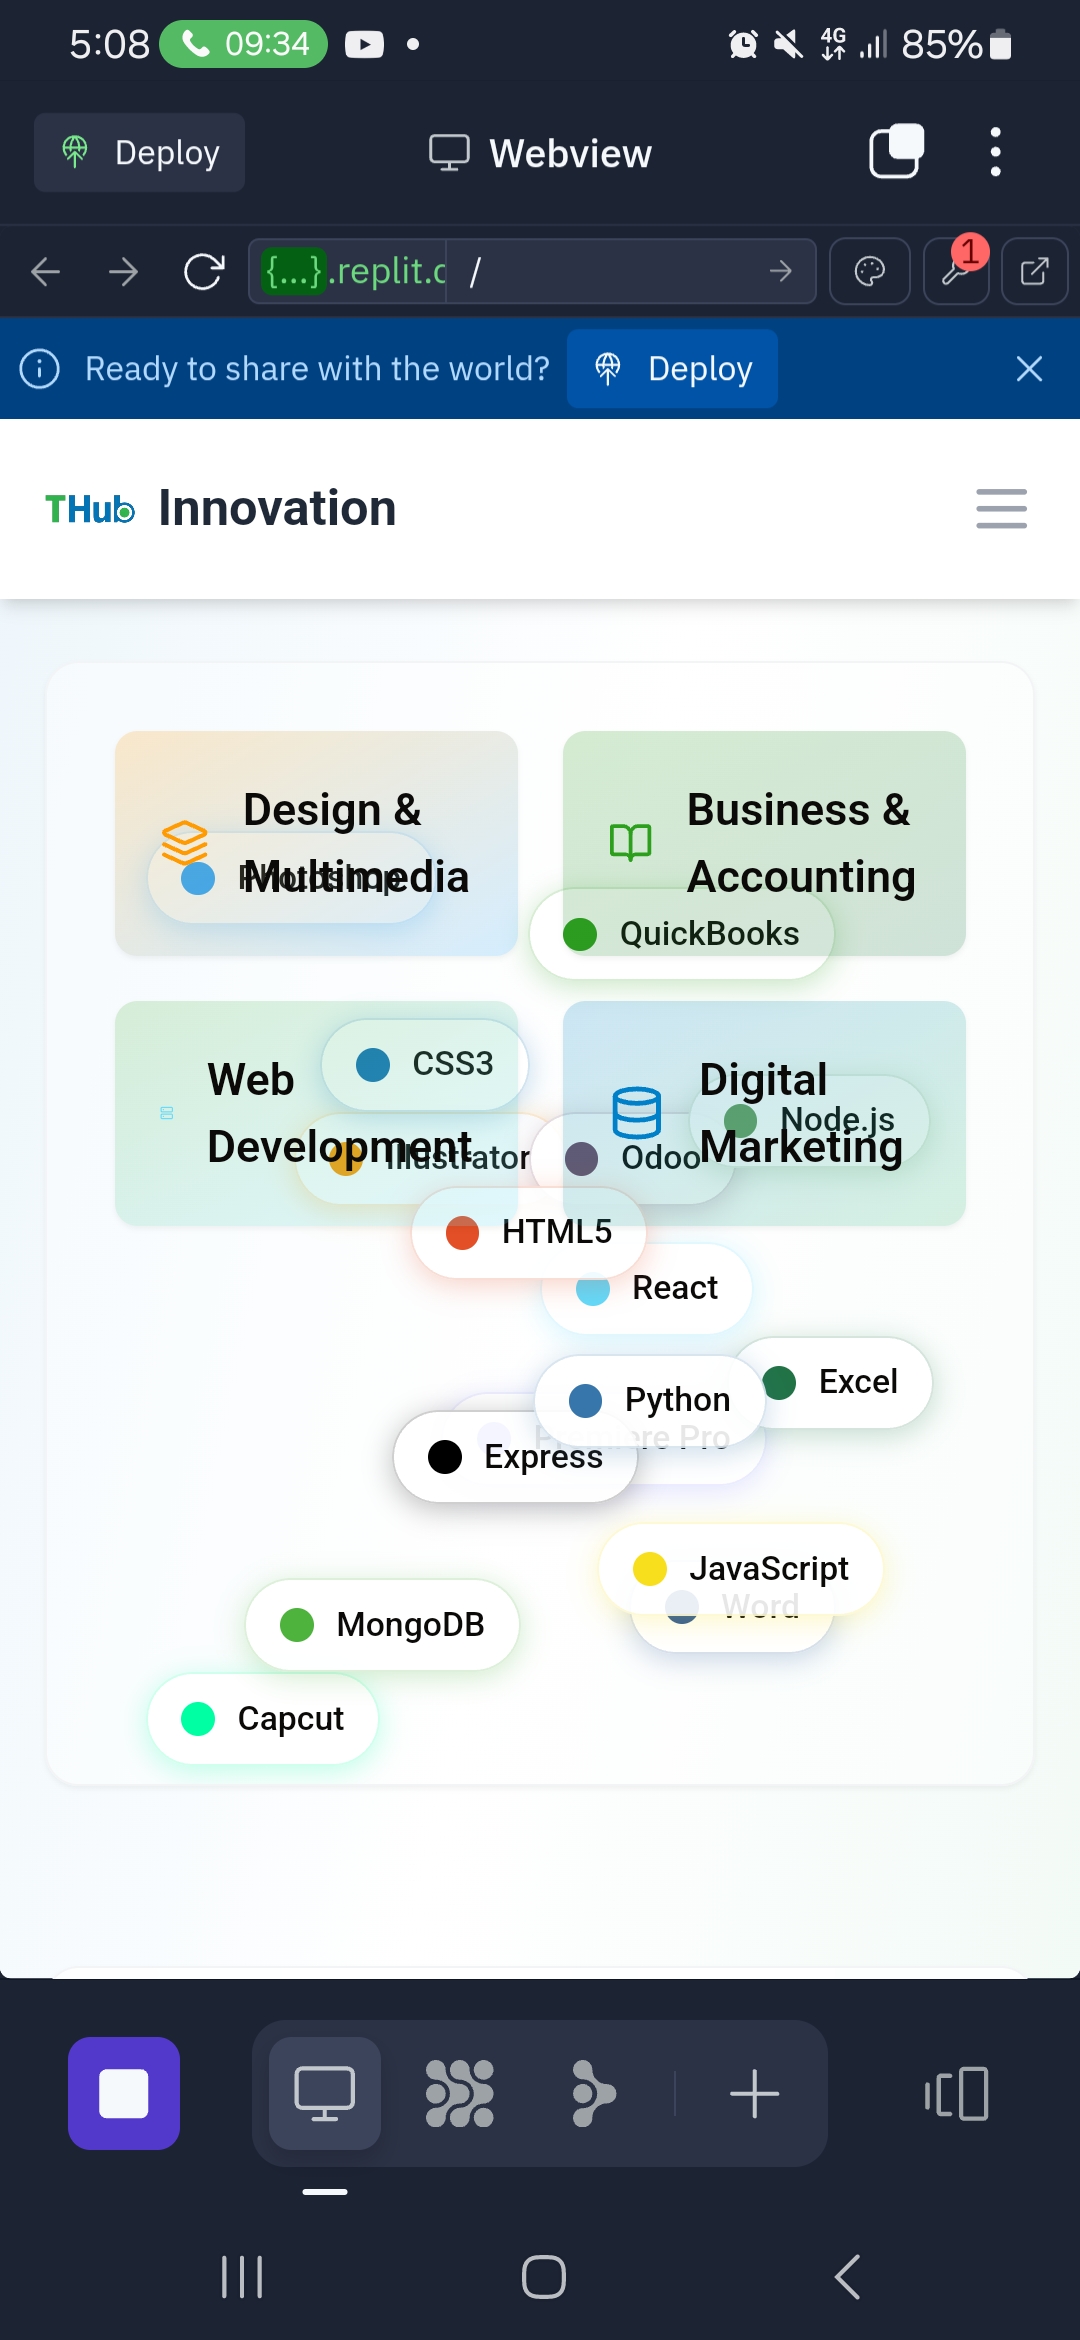 5:08 09:34 4G 85%
Deploy Webview
{...}.replit.c / 1
Ready to share with the world? Deploy
THub Innovation
Design &
Multimedia
Photoshop
Business &
Accounting
QuickBooks
Web
Development
CSS3
Illustrator
Odoo
Digital
Marketing
Node.js
HTML5
React
Excel
Python
Premiere Pro
Express
JavaScript
Word
MongoDB
Capcut